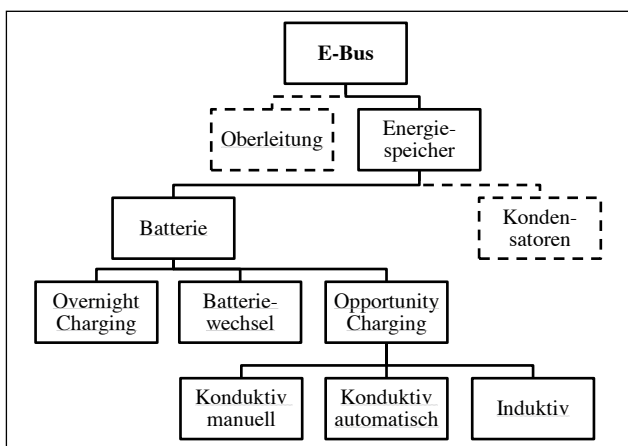 E-Bus
Oberleitung
Energie-
speicher
Batterie
Konden-
satoren
Overnight
Charging
Batterie-
wechsel
Opportunity
Charging
Konduktiv
manuell
Konduktiv
automatisch
Induktiv